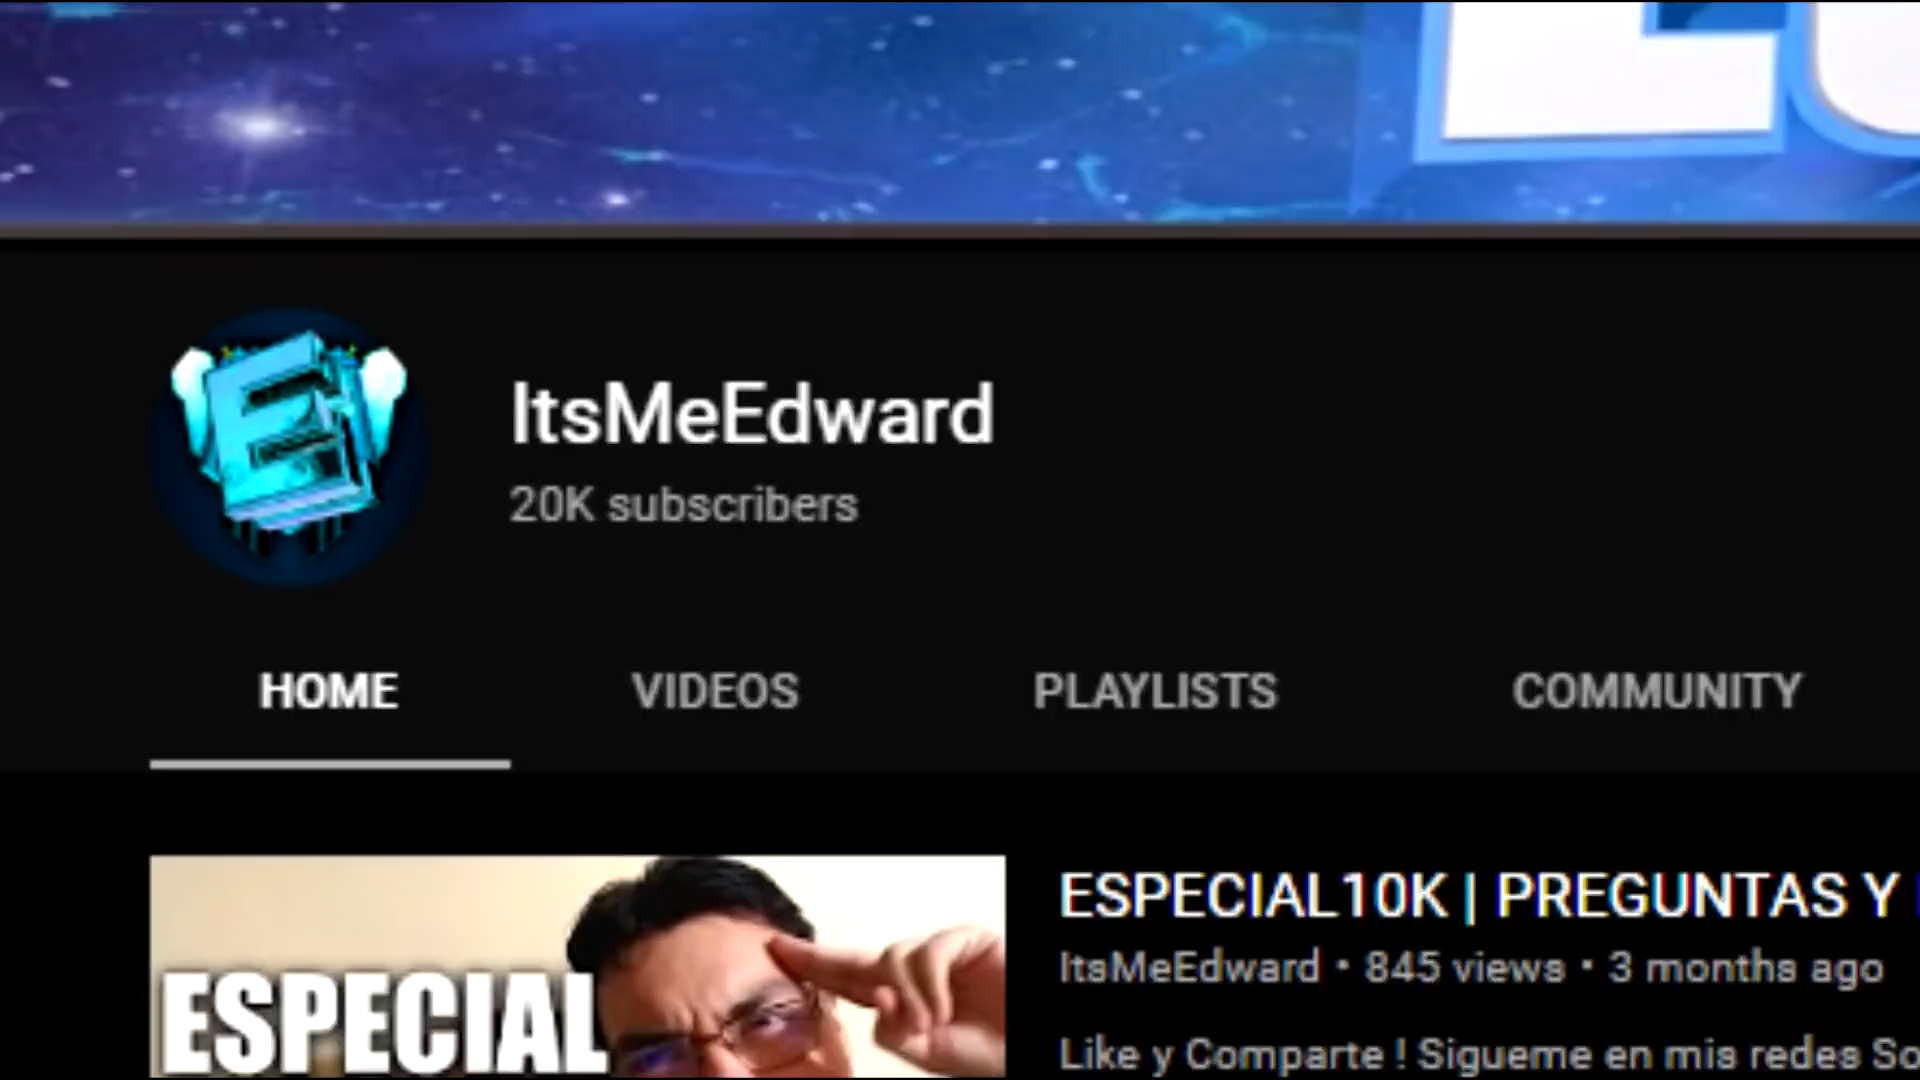 E
ItsMeEdward
20K subscribers
HOME VIDEOS PLAYLISTS COMMUNITY
ESPECIAL
ESPECIAL10K | PREGUNTAS Y
ItsMeEdward • 845 views • 3 months ago
Like y Comparte ! Sigueme en mis redes So